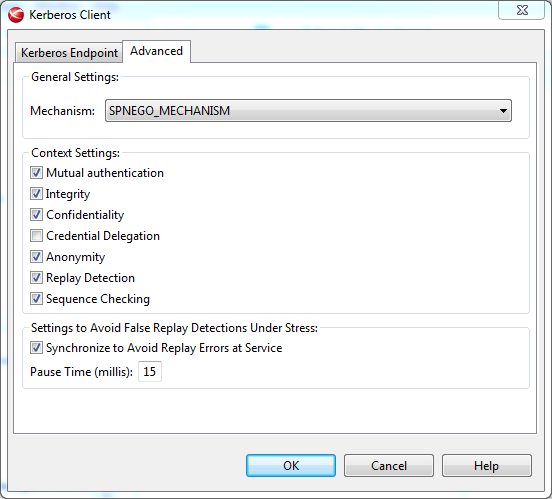 Kerberos Client
Kerberos Endpoint Advanced
General Settings:
Mechanism: SPNEGO_MECHANISM
Context Settings:
Mutual authentication
Integrity
Confidentiality
Credential Delegation
Anonymity
Replay Detection
Sequence Checking
Settings to Avoid False Replay Detections Under Stress:
Synchronize to Avoid Replay Errors at Service
Pause Time (millis): 15
OK Cancel Help